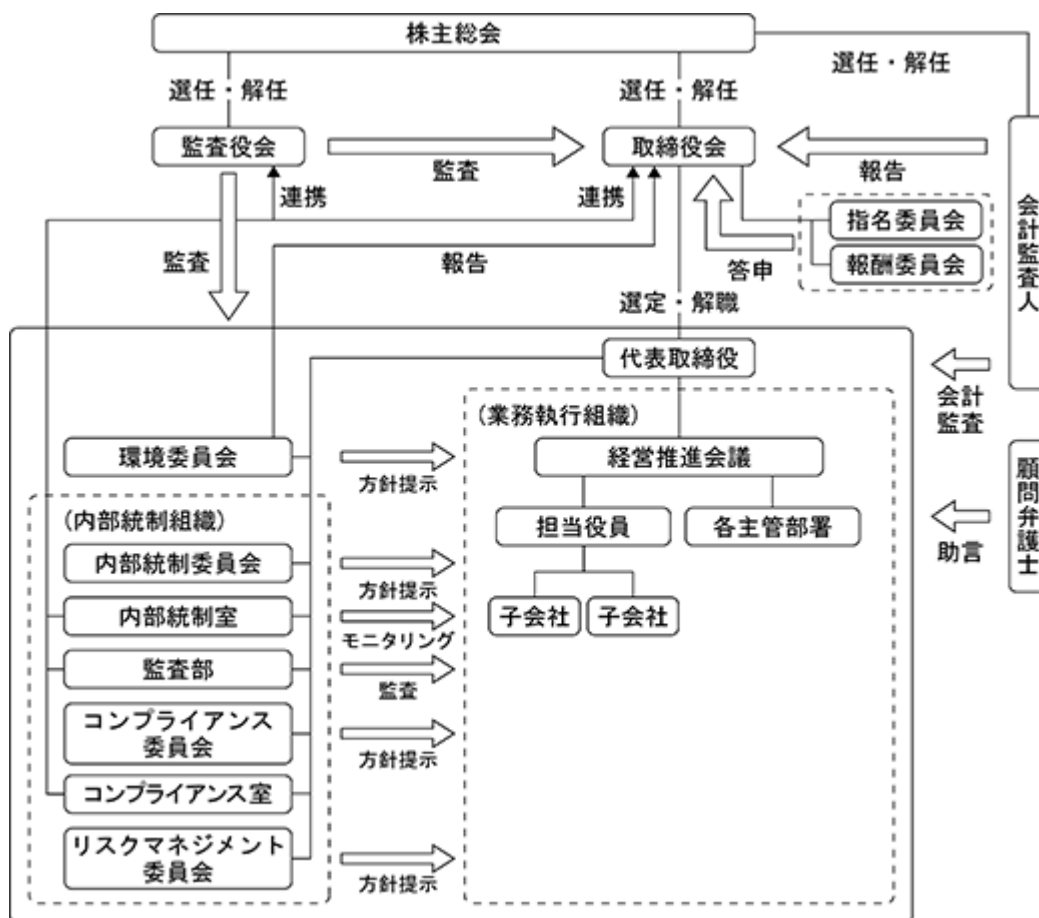 株主総会
選任・解任
選任・解任
選任・解任
監査役会
監査
取締役会
報告
会計監査人
連携
連携
指名委員会
報酬委員会
監査
報告
答申
選定・解職
代表取締役
会計
監査
(業務執行組織)
環境委員会
方針提示
経営推進会議
顧問弁護士
助言
(内部統制組織)
担当役員
各主管部署
内部統制委員会
方針提示
子会社
子会社
内部統制室
モニタリング
監査部
監査
コンプライアンス
委員会
方針提示
コンプライアンス室
リスクマネジメント
委員会
方針提示